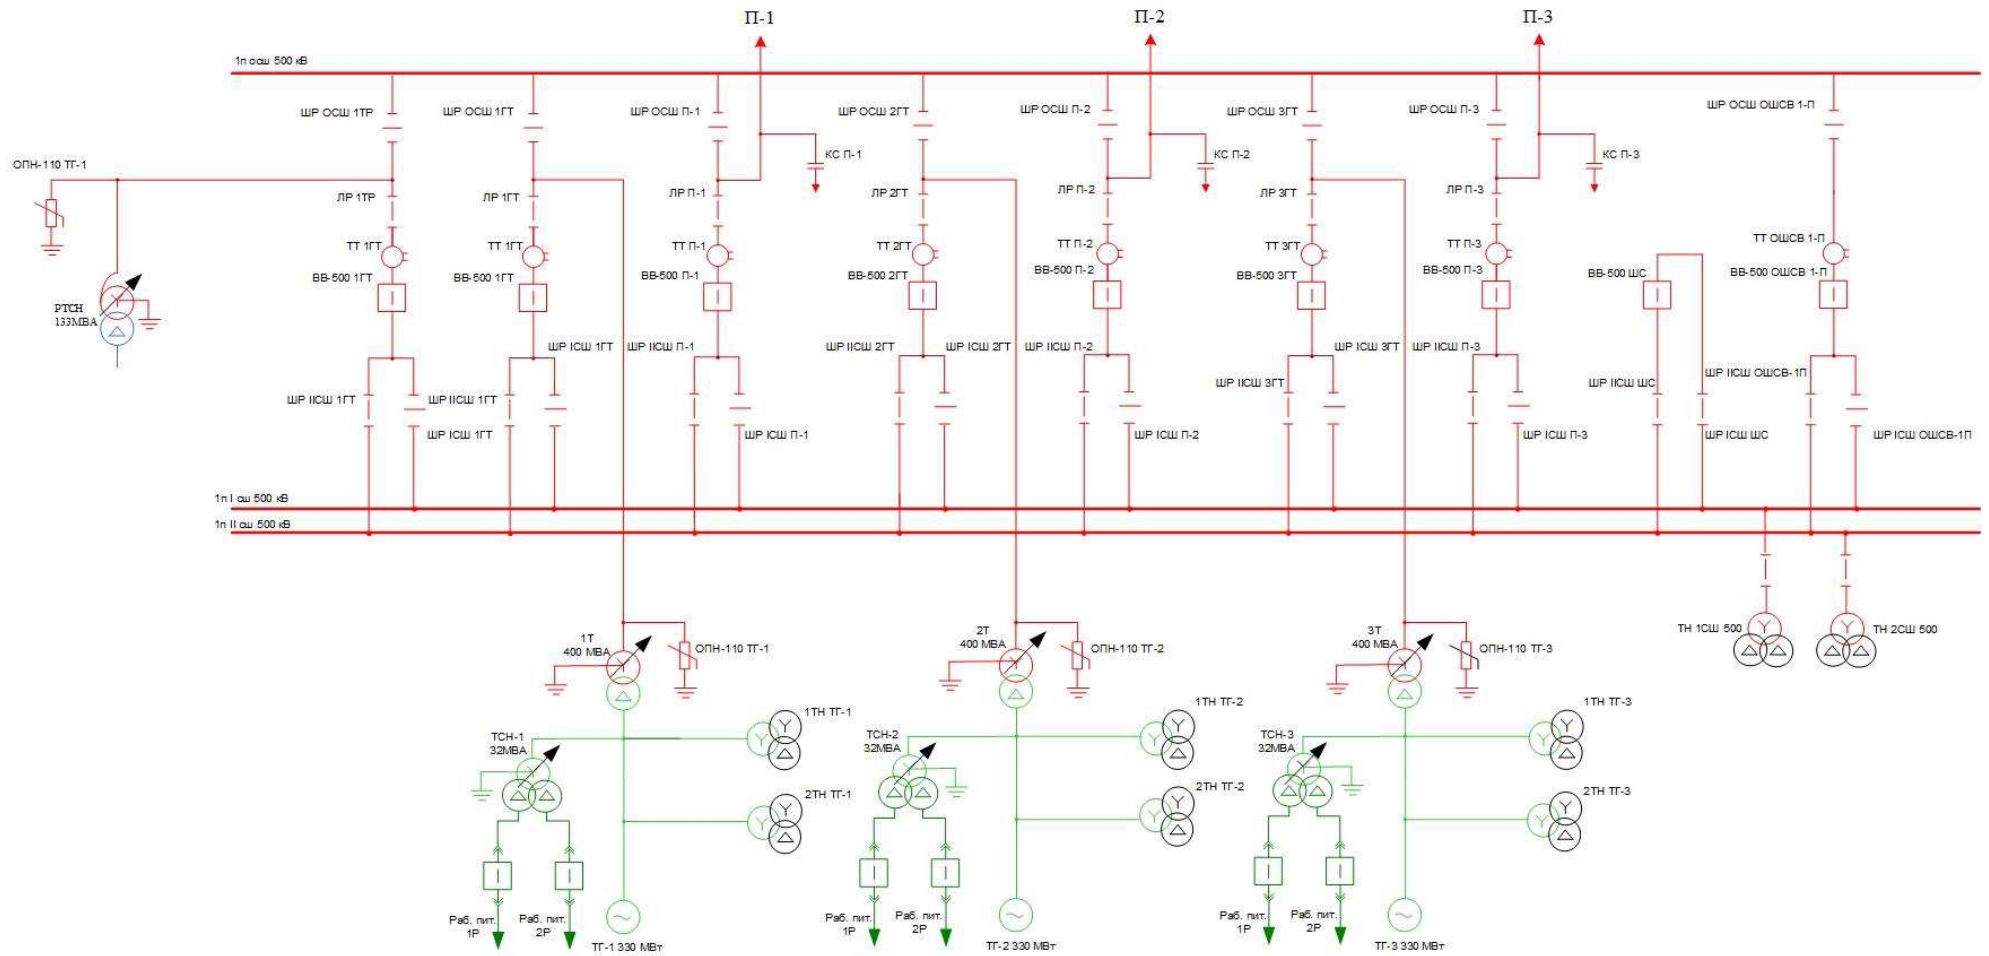 П-1
П-2
П-3
1п осш 500 кВ
ШР ОСШ 1ТР
ШР ОСШ 1ГТ
ШР ОСШ П-1
ШР ОСШ 2ГТ
ШР ОСШ П-2
ШР ОСШ 3ГТ
ШР ОСШ П-3
ШР ОСШ ОШСВ 1-П
ОПН-110 ТГ-1
КС П-1
КС П-2
КС П-3
ЛР 1ТР
ЛР 1ГТ
ЛР П-1
ЛР 2ГТ
ЛР П-2
ЛР 3ГТ
ЛР П-3
ТТ 1ГТ
ТТ 1ГТ
ТТ П-1
ТТ 2ГТ
ТТ П-2
ТТ 3ГТ
ТТ П-3
ТТ ОШСВ 1-П
ВВ-500 1ГТ
ВВ-500 1ГТ
ВВ-500 П-1
ВВ-500 2ГТ
ВВ-500 П-2
ВВ-500 3ГТ
ВВ-500 П-3
ВВ-500 ШС
ВВ-500 ОШСВ 1-П
РТСН
133МВА
ШР IСШ 1ГТ
ШР IIСШ П-1
ШР IIСШ 2ГТ
ШР IСШ 2ГТ
ШР IIСШ П-2
ШР IСШ 3ГТ
ШР IIСШ П-3
ШР IIСШ ОШСВ-1П
ШР IIСШ 1ГТ
ШР IIСШ 1ГТ
ШР IIСШ 3ГТ
ШР IIСШ ШС
ШР IСШ 1ГТ
ШР IСШ П-1
ШР IСШ П-2
ШР IСШ П-3
ШР IСШ ШС
ШР IСШ ОШСВ-1П
1п I сш 500 кВ
1п II сш 500 кВ
1Т
400 МВА
ОПН-110 ТГ-1
2Т
400 МВА
ОПН-110 ТГ-2
3Т
400 МВА
ОПН-110 ТГ-3
ТН 1СШ 500
ТН 2СШ 500
ТСН-1
32МВА
1ТН ТГ-1
ТСН-2
32МВА
1ТН ТГ-2
ТСН-3
32МВА
1ТН ТГ-3
2ТН ТГ-1
2ТН ТГ-2
2ТН ТГ-3
Раб. пит.
1Р
Раб. пит.
2Р
ТГ-1 330 МВт
Раб. пит.
1Р
Раб. пит.
2Р
ТГ-2 330 МВт
Раб. пит.
1Р
Раб. пит.
2Р
ТГ-3 330 МВт